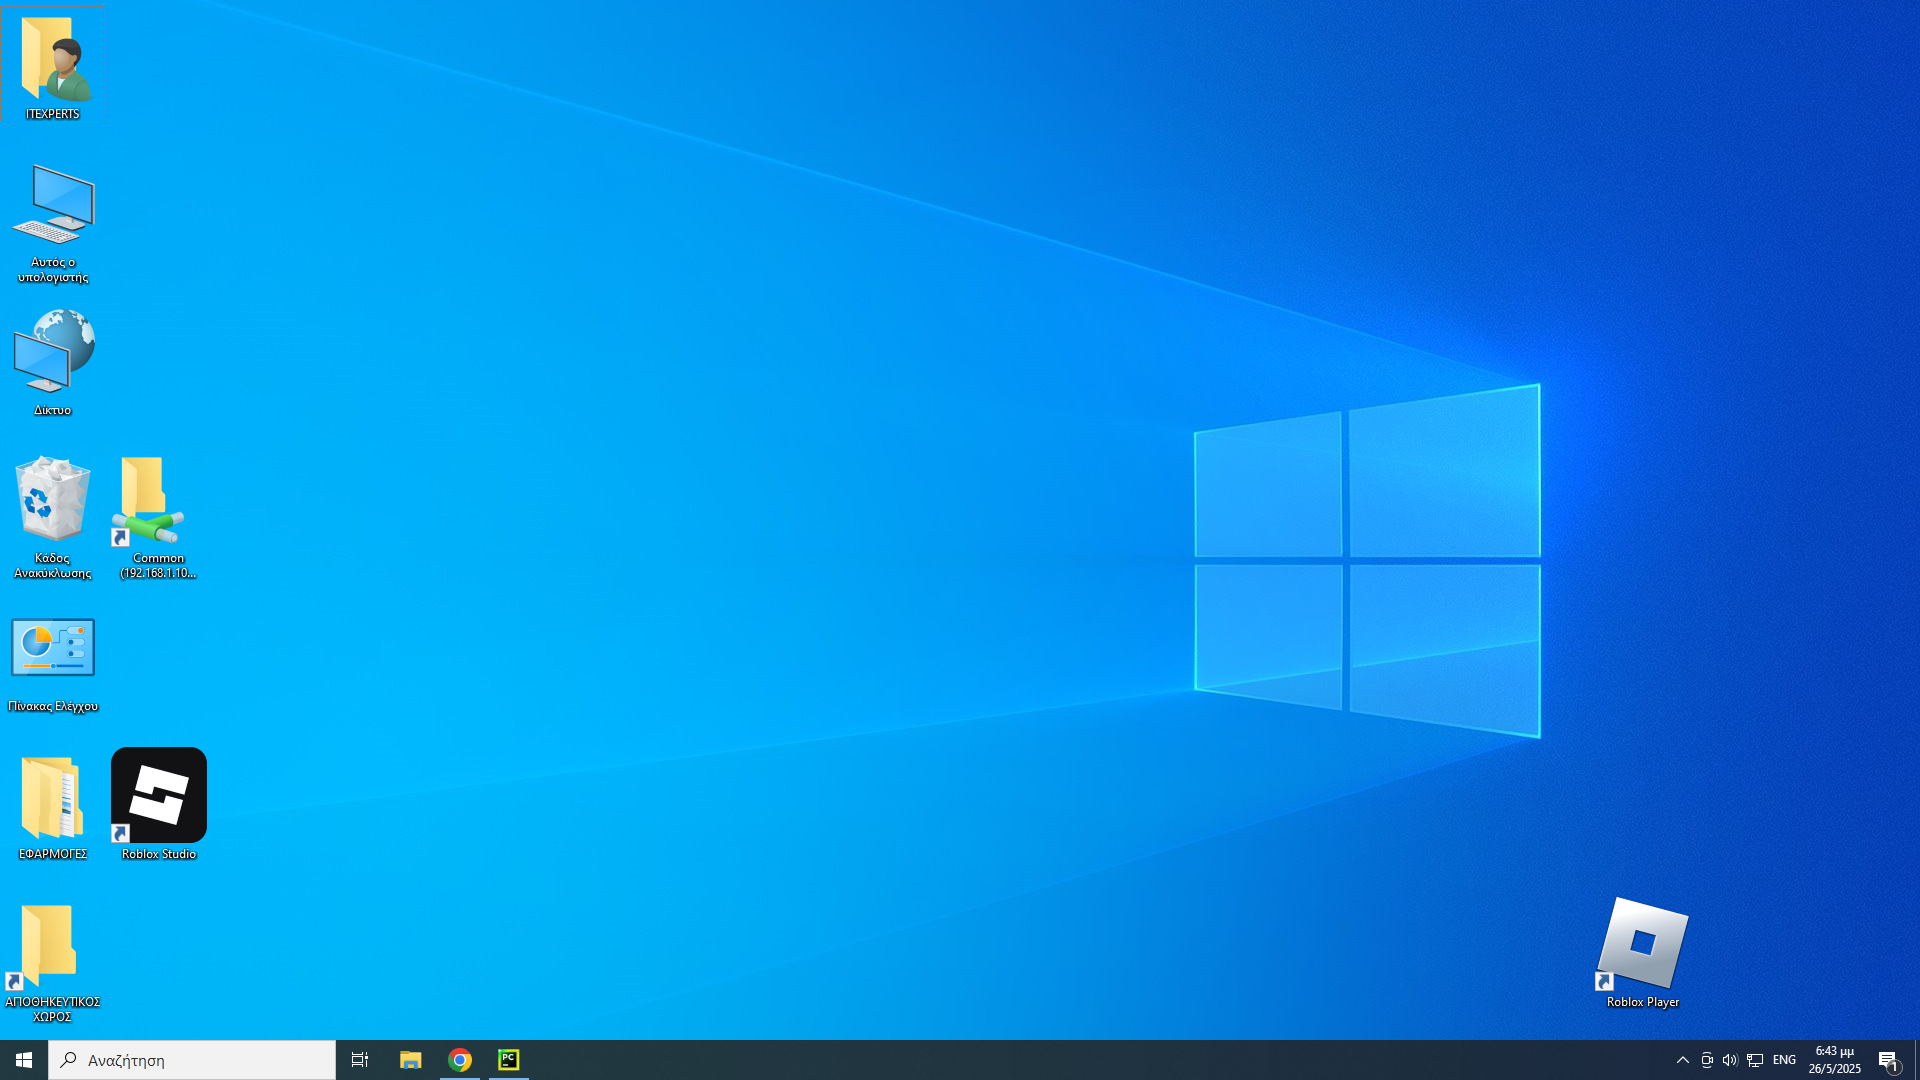 ITEXPERTS
Αυτός ο
υπολογιστής
Δίκτυο
Κάδος
Ανακύκλωσης
Common
(192.168.1.10...
Πίνακας Ελέγχου
ΕΦΑΡΜΟΓΕΣ
Roblox Studio
ΑΠΟΘΗΚΕΥΤΙΚΟΣ
ΧΩΡΟΣ
Roblox Player
Αναζήτηση
PC
ENG
6:43 μμ
26/5/2025
1